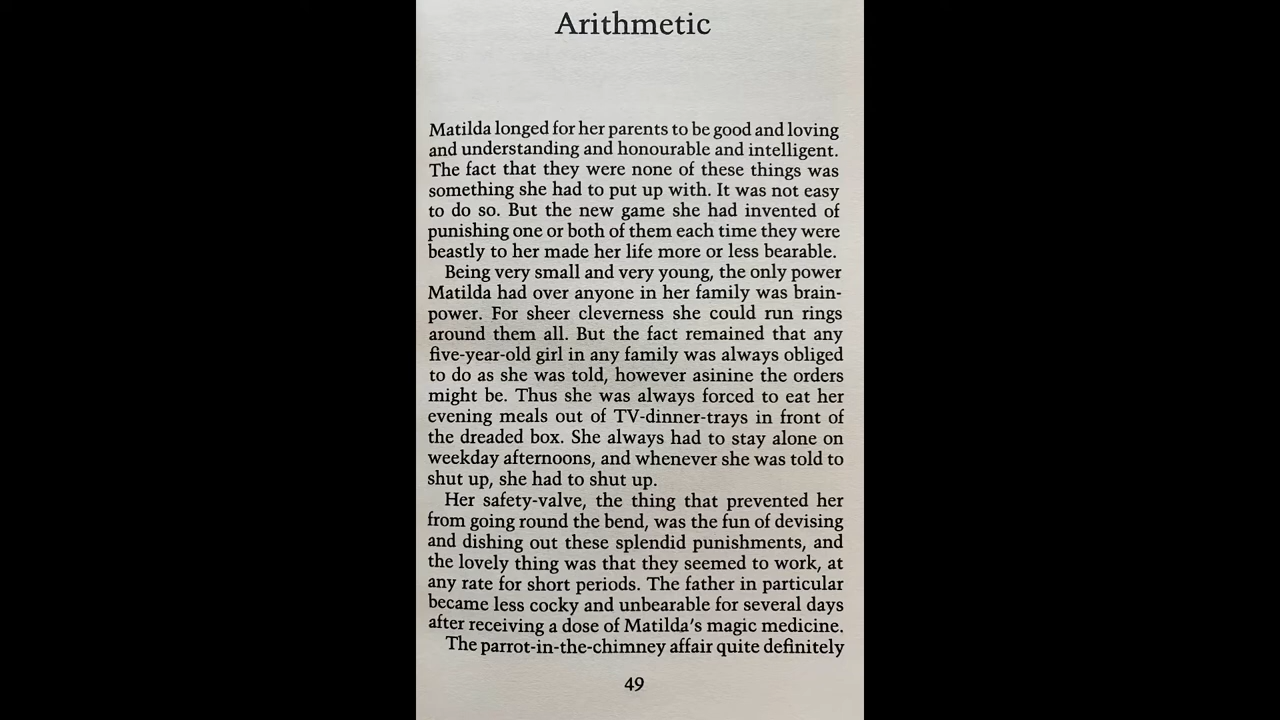 Arithmetic
Matilda longed for her parents to be good and loving
and understanding and honourable and intelligent.
The fact that they were none of these things was
something she had to put up with. It was not easy
to do so. But the new game she had invented of
punishing one or both of them each time they were
beastly to her made her life more or less bearable.
Being very small and very young, the only power
Matilda had over anyone in her family was brain-
power. For sheer cleverness she could run rings
around them all. But the fact remained that any
five-year-old girl in any family was always obliged
to do as she was told, however asinine the orders
might be. Thus she was always forced to eat her
evening meals out of TV-dinner-trays in front of
the dreaded box. She always had to stay alone on
weekday afternoons, and whenever she was told to
shut up, she had to shut up.
Her safety-valve, the thing that prevented her
from going round the bend, was the fun of devising
and dishing out these splendid punishments, and
the lovely thing was that they seemed to work, at
any rate for short periods. The father in particular
became less cocky and unbearable for several days
after receiving a dose of Matilda's magic medicine.
The parrot-in-the-chimney affair quite definitely
49